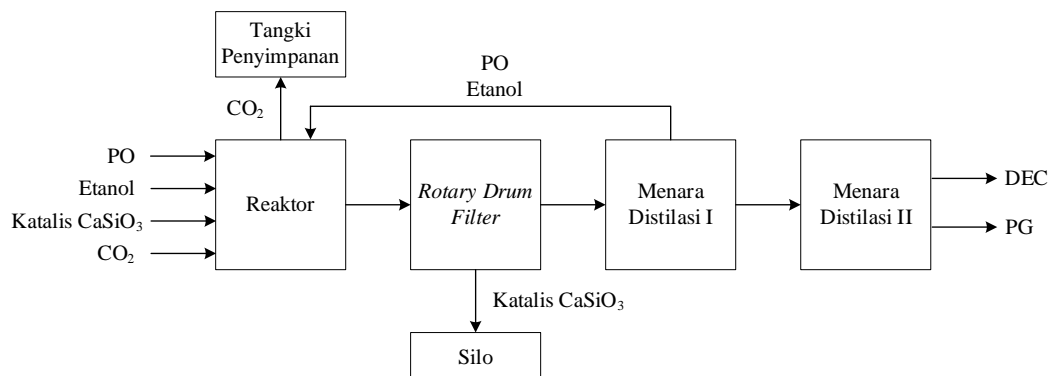 Tangki
Penyimpanan
PO
Etanol
CO₂
PO
Etanol
Katalis CaSiO₃
CO₂
Reaktor
Rotary Drum
Filter
Menara
Distilasi I
Menara
Distilasi II
DEC
PG
Katalis CaSiO₃
Silo